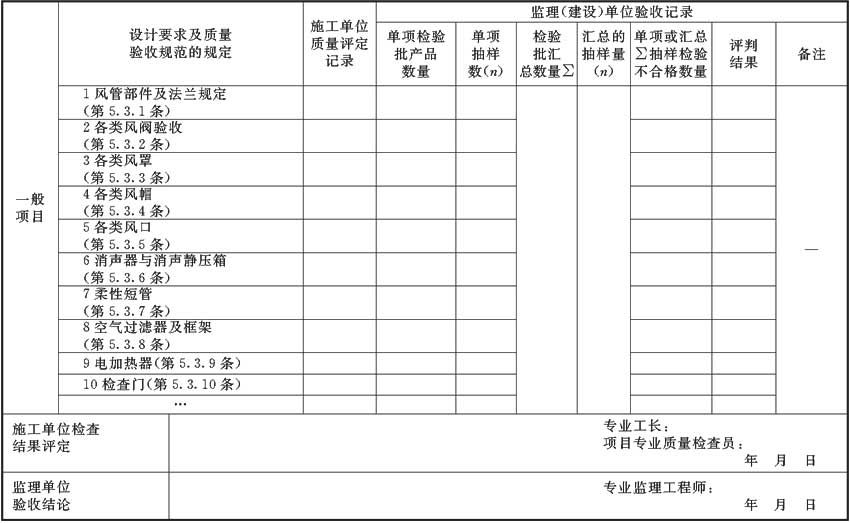 设计要求及质量
验收规范的规定
施工单位
质量评定
记录
监理(建设)单位验收记录
单项检验
批产品
数量
单项
抽样
数(n)
检验
批汇
总数量∑
汇总的
抽样量
(n)
单项或汇总
∑抽样检验
不合格数量
评判
结果
备注
一般
项目
1 风管部件及法兰规定
(第 5.3.1 条)
2 各类风阀验收
(第 5.3.2 条)
3 各类风罩
(第 5.3.3 条)
4 各类风帽
(第 5.3.4 条)
5 各类风口
(第 5.3.5 条)
6 消声器与消声静压箱
(第 5.3.6 条)
7 柔性短管
(第 5.3.7 条)
8 空气过滤器及框架
(第 5.3.8 条)
9 电加热器(第 5.3.9 条)
10 检查门(第 5.3.10 条)
…
—
施工单位检查
结果评定
专业工长：
项目专业质量检查员：
年 月 日
监理单位
验收结论
专业监理工程师：
年 月 日